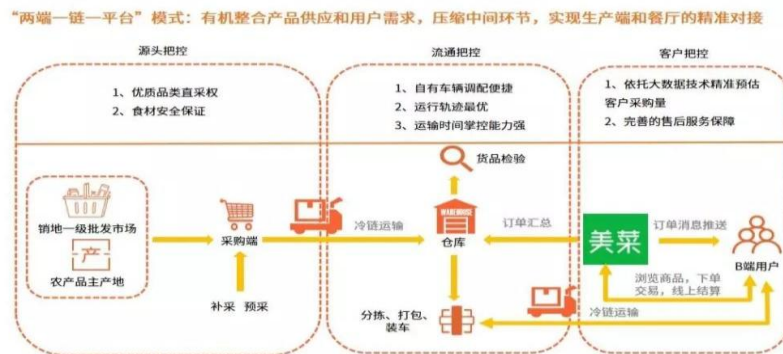 “两端一链一平台”模式：有机整合产品供应和用户需求，压缩中间环节，实现生产端和餐厅的精准对接
源头把控
流通把控
客户把控
1、优质品类直采权
2、食材安全保证
1、自有车辆调配便捷
2、运行轨迹最优
3、运输时间掌控能力强
1、依托大数据技术精准预估
客户采购量
2、完善的售后服务保障
货品检验
销地一级批发市场
产
农产品主产地
采购端
补采 预采
冷链运输
仓库
订单汇总
美菜
订单消息推送
B端用户
浏览商品，下单
交易，线上结算
分拣、打包、
装车
冷链运输